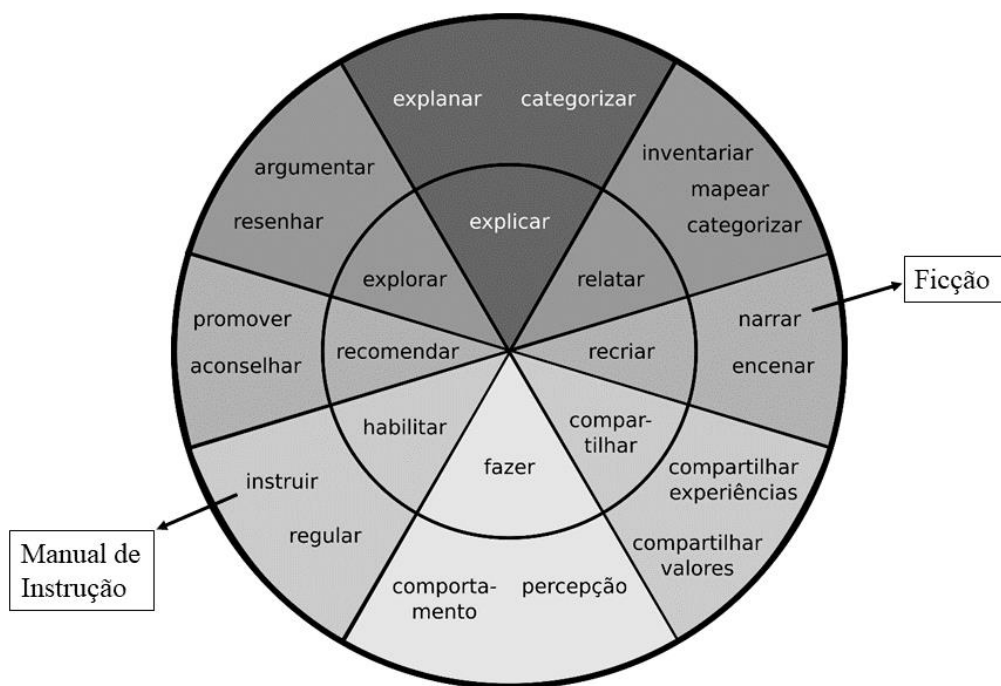 explanar categorizar
explicar
inventariar
mapear
categorizar
relatar
Ficção
narrar
encenar
recriar
compar-
tilhar
compartilhar
experiências
compartilhar
valores
fazer
comporta-
mento
percepção
habilitar
instruir
regular
Manual de
Instrução
recomendar
promover
aconselhar
explorar
argumentar
resenhar